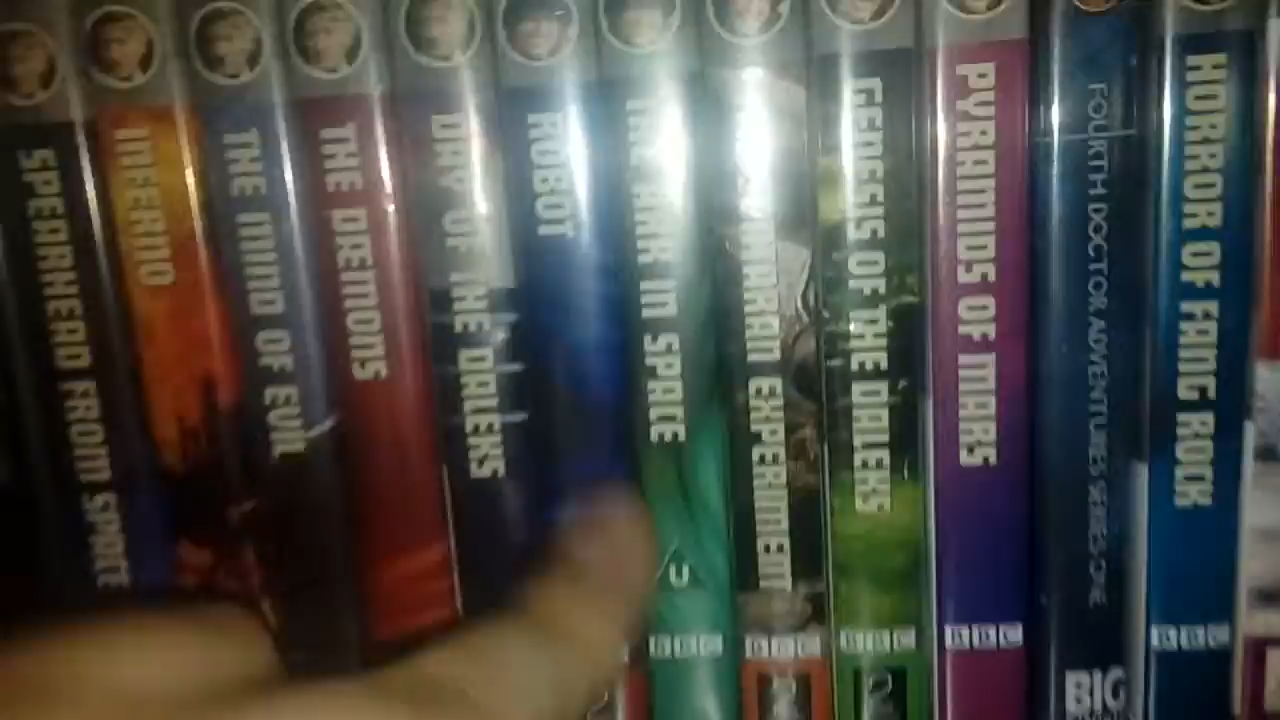 SPEARHEAD FROM SPACE
INFERNO
THE MIND OF EVIL
THE DÆMONS
DAY OF THE DALEKS
ROBOT
THE ARK IN SPACE
U
BBC
EXPERIMENT
BBC
GENESIS OF THE DALEKS
BBC
PYRAMIDS OF MARS
BBC
FOURTH DOCTOR ADVENTURES SERIES ONE
BIG
HORROR OF FANG ROCK
BBC